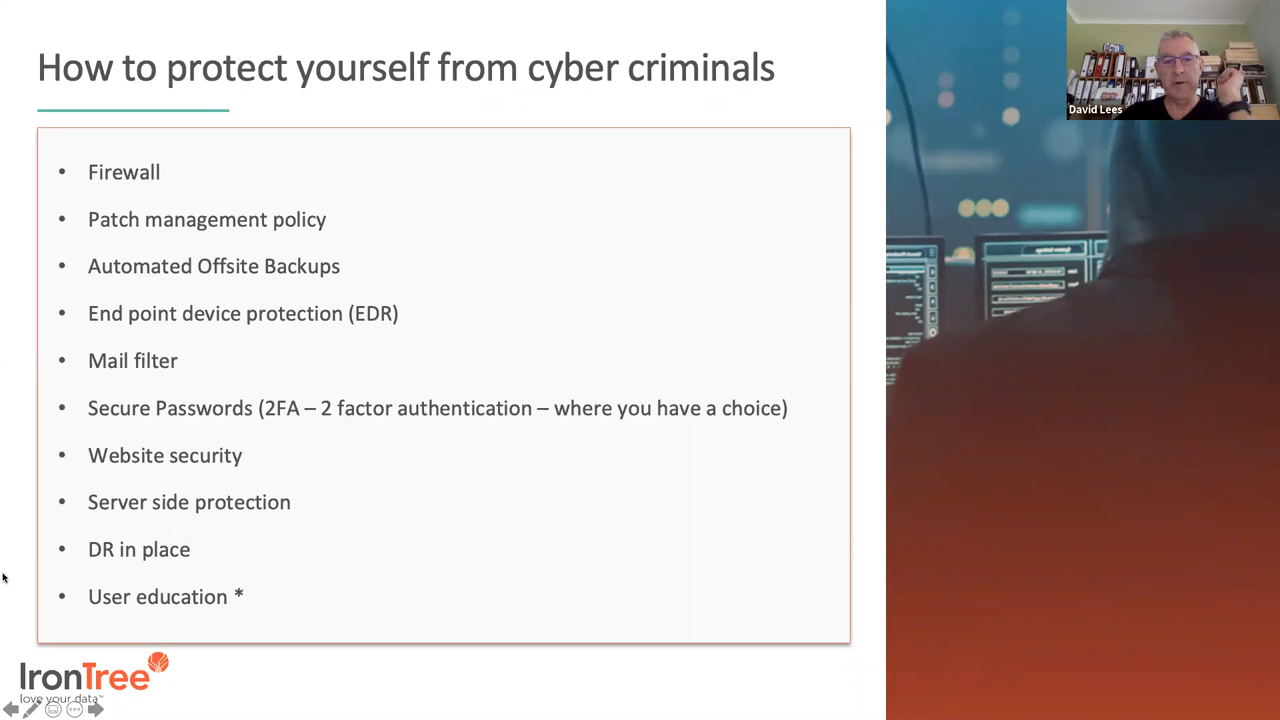 How to protect yourself from cyber criminals
David Lees
• Firewall
• Patch management policy
• Automated Offsite Backups
• End point device protection (EDR)
• Mail filter
• Secure Passwords (2FA – 2 factor authentication – where you have a choice)
• Website security
• Server side protection
• DR in place
• User education *
IronTree
love your data™